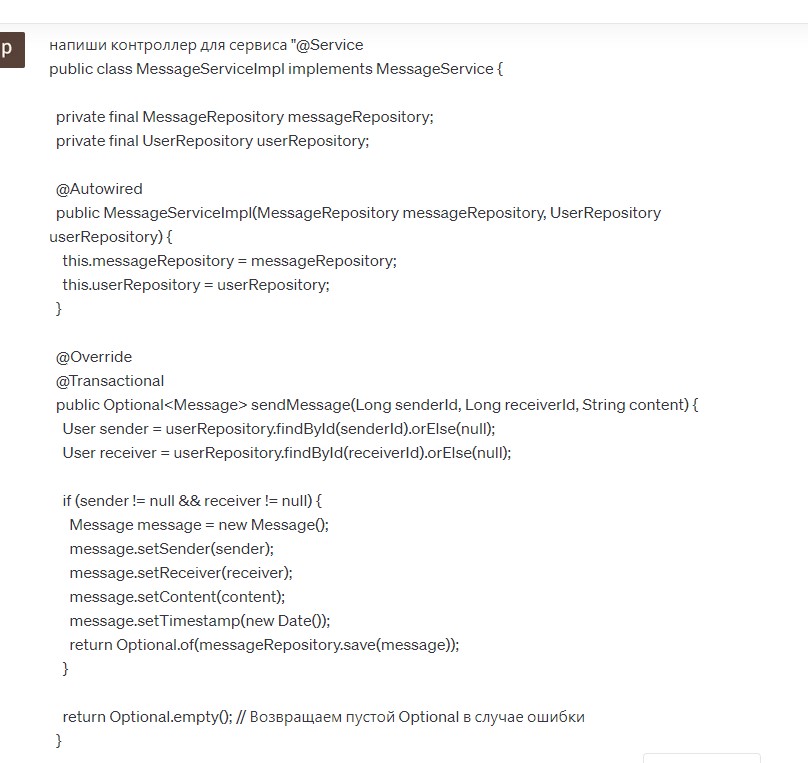 p
напиши контроллер для сервиса "@Service
public class MessageServiceImpl implements MessageService {
private final MessageRepository messageRepository;
private final UserRepository userRepository;
@Autowired
public MessageServiceImpl(MessageRepository messageRepository, UserRepository
userRepository) {
this.messageRepository = messageRepository;
this.userRepository = userRepository;
}
@Override
@Transactional
public Optional<Message> sendMessage(Long senderId, Long receiverId, String content) {
User sender = userRepository.findById(senderId).orElse(null);
User receiver = userRepository.findById(receiverId).orElse(null);
if (sender != null && receiver != null) {
Message message = new Message();
message.setSender(sender);
message.setReceiver(receiver);
message.setContent(content);
message.setTimestamp(new Date());
return Optional.of(messageRepository.save(message));
}
return Optional.empty(); // Возвращаем пустой Optional в случае ошибки
}